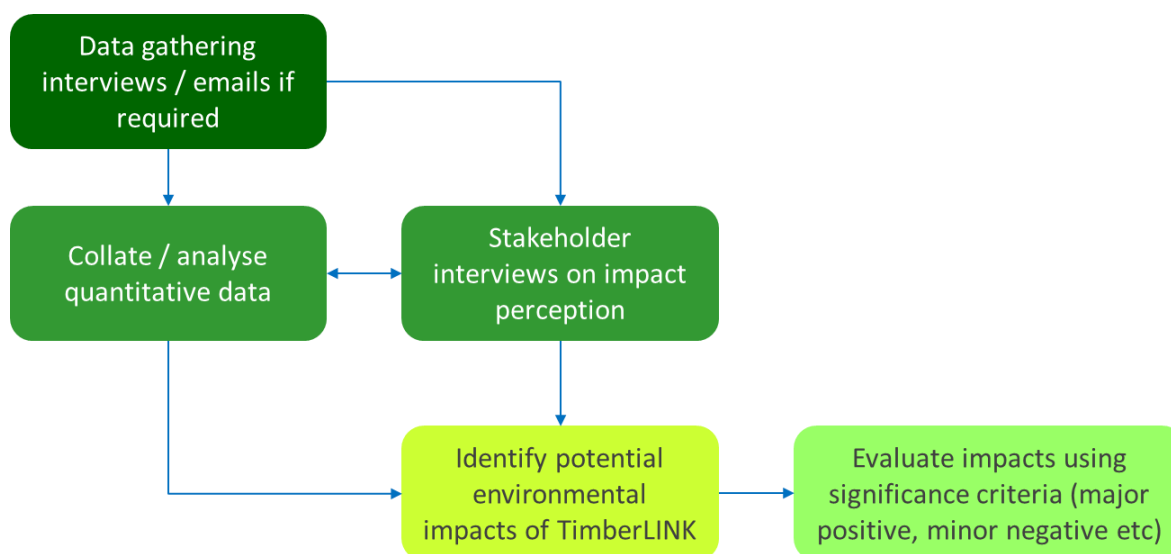 Data gathering
interviews / emails if
required
Collate / analyse
quantitative data
Stakeholder
interviews on impact
perception
Identify potential
environmental
impacts of TimberLINK
Evaluate impacts using
significance criteria (major
positive, minor negative etc)